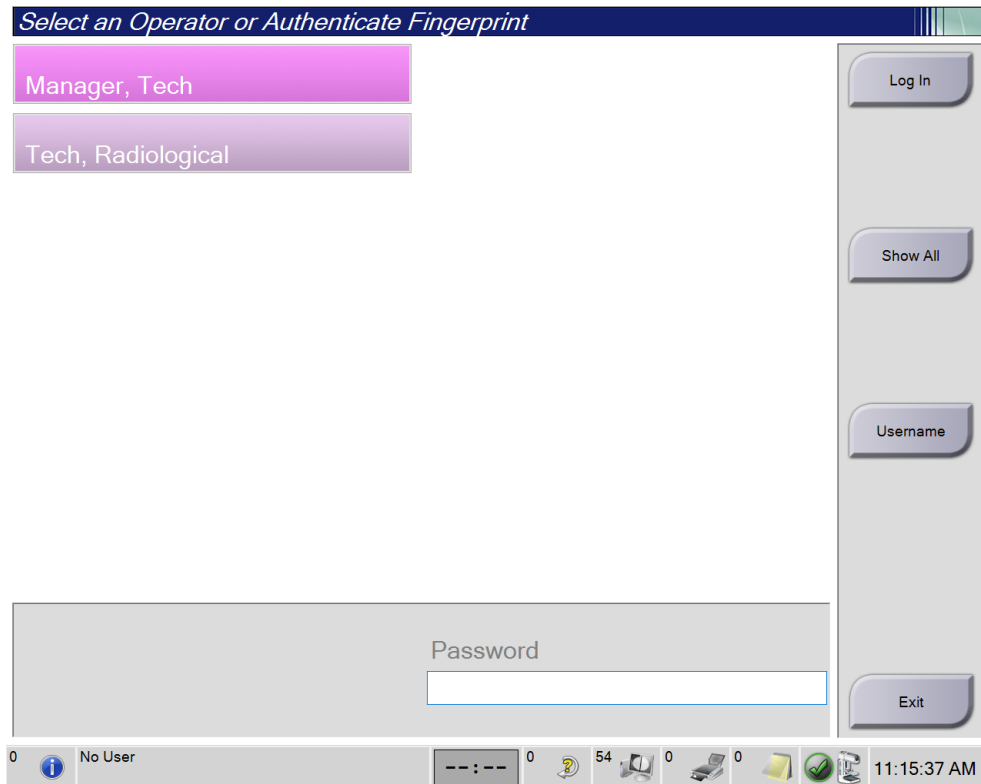 Select an Operator or Authenticate Fingerprint
Manager, Tech
Tech, Radiological
Log In
Show All
Username
Password
Exit
0
No User
--:--
0
54
0
0
11:15:37 AM